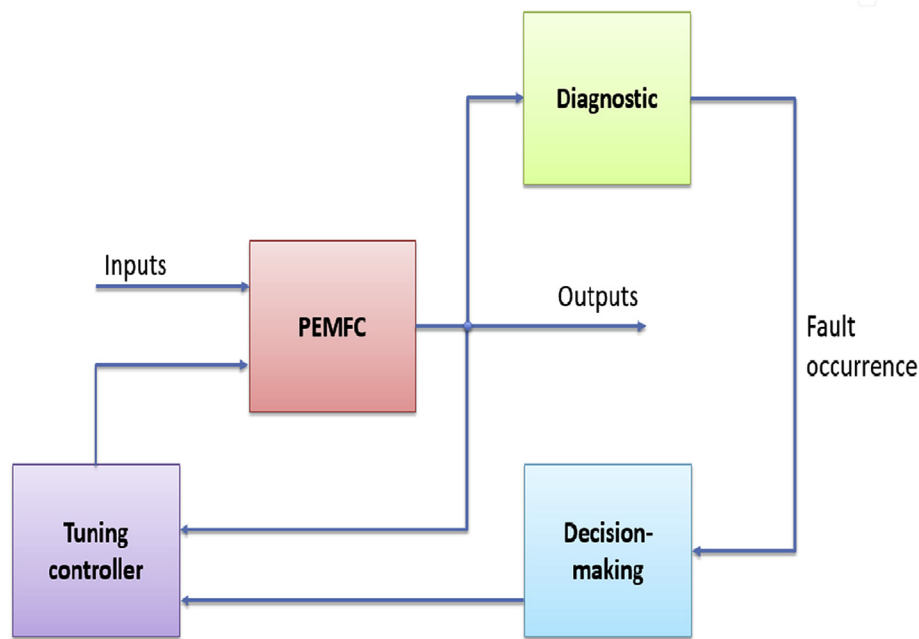 Diagnostic
Inputs
PEMFC
Outputs
Fault
occurrence
Tuning
controller
Decision-
making